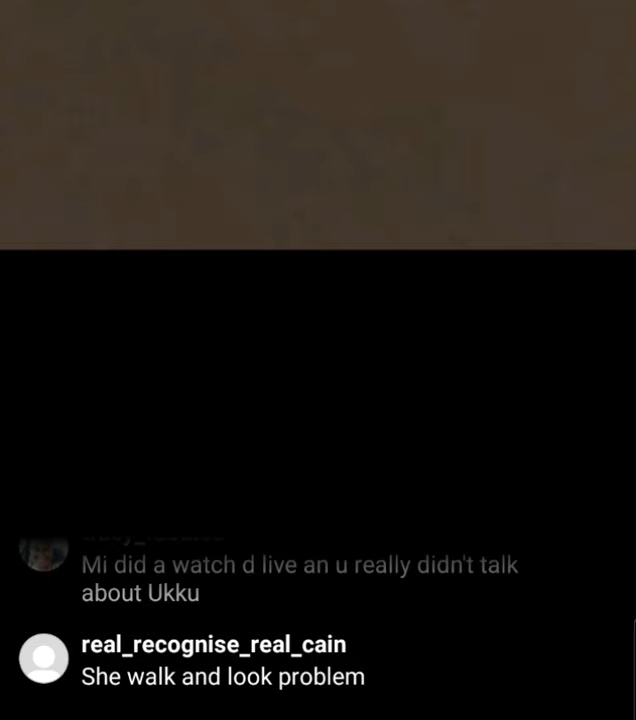 Mi did a watch d live an u really didn't talk
about Ukku
real_recognise_real_cain
She walk and look problem